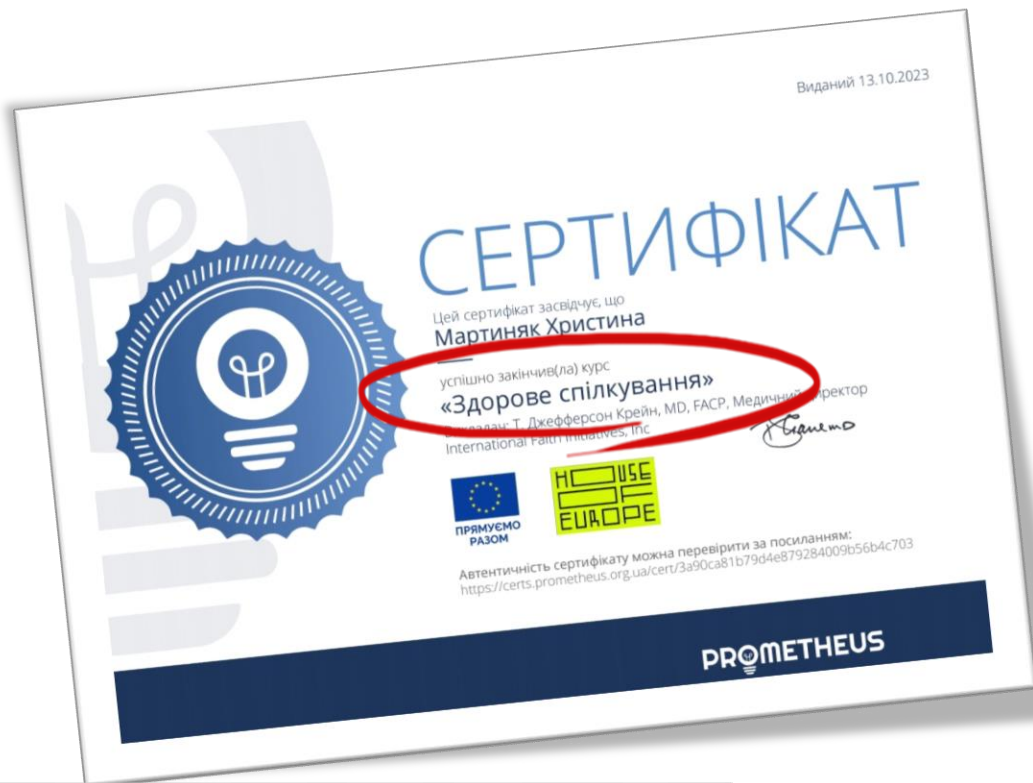 Виданий 13.10.2023
СЕРТИФІКАТ
Цей сертифікат засвідчує, що
Мартиняк Христина
успішно закінчив(ла) курс
«Здорове спілкування»
Т. Джефферсон Крейн, MD, FACP, Медичний директор
International Faith Initiatives, Inc
ПРЯМУЄМО
РАЗОМ
HOUSE
OF
EUROPE
Автентичність сертифікату можна перевірити за посиланням:
https://certs.prometheus.org.ua/cert/3a90ca81b79d4e879284009b56b4c703
PROMETHEUS